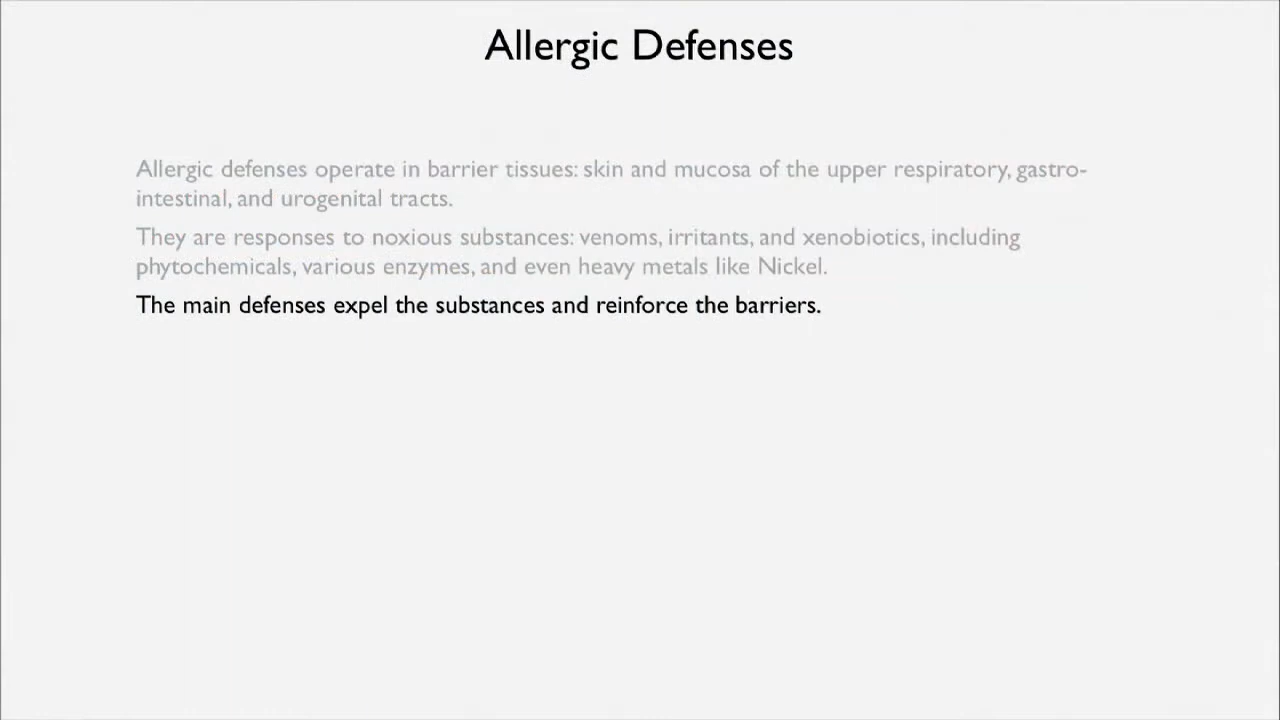 Allergic Defenses
Allergic defenses operate in barrier tissues: skin and mucosa of the upper respiratory, gastro-
intestinal, and urogenital tracts.
They are responses to noxious substances: venoms, irritants, and xenobiotics, including
phytochemicals, various enzymes, and even heavy metals like Nickel.
The main defenses expel the substances and reinforce the barriers.